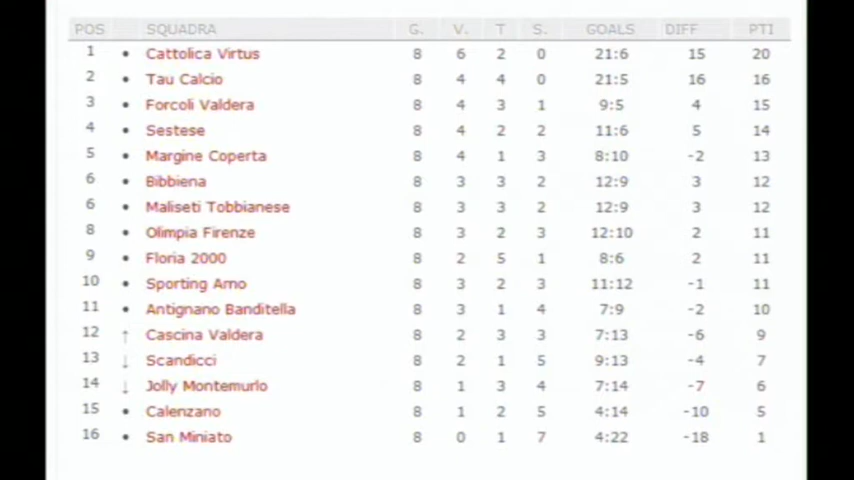 POS SQUADRA G. V. T S. GOALS DIFF PTI
1 • Cattolica Virtus 8 6 2 0 21:6 15 20
2 • Tau Calcio 8 4 4 0 21:5 16 16
3 • Forcoli Valdera 8 4 3 1 9:5 4 15
4 • Sestese 8 4 2 2 11:6 5 14
5 • Margine Coperta 8 4 1 3 8:10 -2 13
6 • Bibbiena 8 3 3 2 12:9 3 12
6 • Maliseti Tobbianese 8 3 3 2 12:9 3 12
8 • Olimpia Firenze 8 3 2 3 12:10 2 11
9 • Floria 2000 8 2 5 1 8:6 2 11
10 • Sporting Arno 8 3 2 3 11:12 -1 11
11 • Antignano Banditella 8 3 1 4 7:9 -2 10
12 ↑ Cascina Valdera 8 2 3 3 7:13 -6 9
13 ↓ Scandicci 8 2 1 5 9:13 -4 7
14 ↓ Jolly Montemurlo 8 1 3 4 7:14 -7 6
15 • Calenzano 8 1 2 5 4:14 -10 5
16 • San Miniato 8 0 1 7 4:22 -18 1